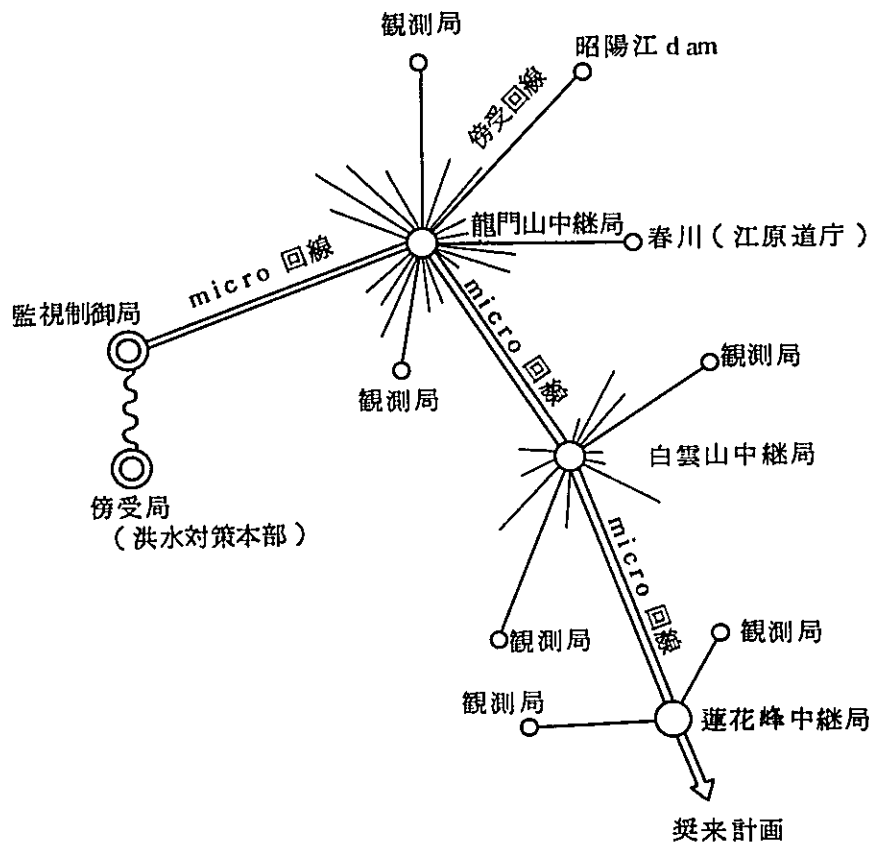 観測局
昭陽江dam
傍受回線
龍門山中継局
春川(江原道庁)
micro 回線
監視制御局
micro 回線
観測局
観測局
白雲山中継局
傍受局
(洪水対策本部)
micro 回線
観測局
観測局
観測局
蓮花峰中継局
奨来計画